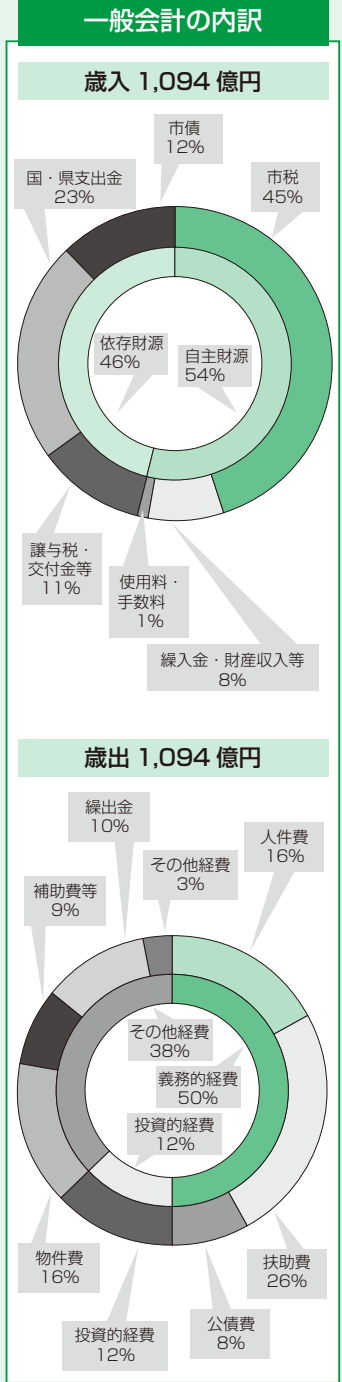 一般会計の内訳
歳入 1,094 億円
市債
12%
国・県支出金
23%
市税
45%
依存財源
46%
自主財源
54%
譲与税・
交付金等
11%
使用料・
手数料
1%
繰入金・財産収入等
8%
歳出 1,094 億円
繰出金
10%
人件費
16%
その他経費
3%
補助費等
9%
その他経費
38%
義務的経費
50%
投資的経費
12%
物件費
16%
扶助費
26%
公債費
8%
投資的経費
12%